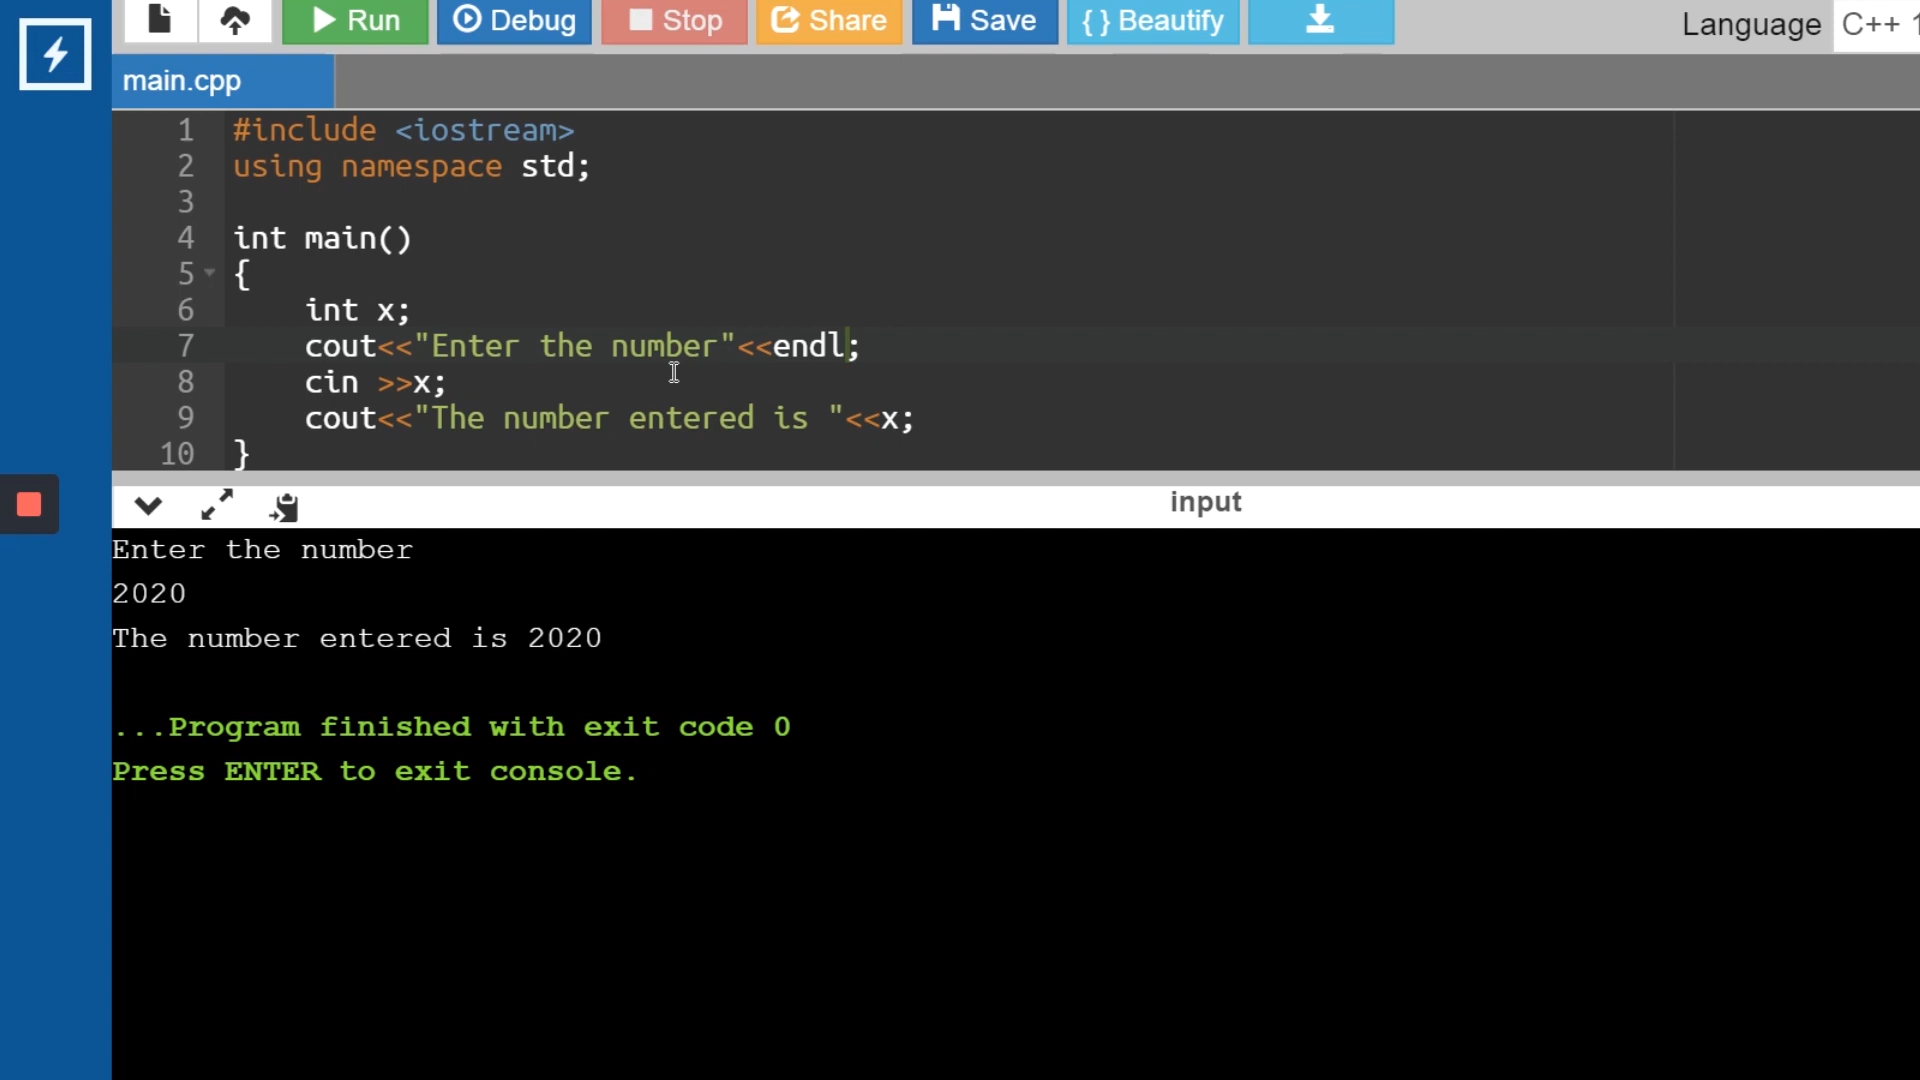 Run Debug Stop Share Save { } Beautify Language C++ 1
main.cpp
1 #include <iostream>
2 using namespace std;
3
4 int main()
5 {
6     int x;
7     cout<<"Enter the number"<<endl;
8     cin >>x;
9     cout<<"The number entered is "<<x;
10 }
input
Enter the number
2020
The number entered is 2020
...Program finished with exit code 0
Press ENTER to exit console.